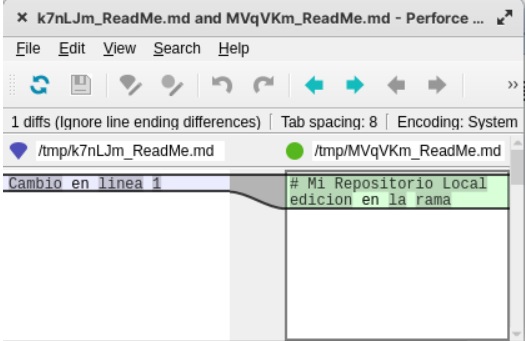 k7nLJm_ReadMe.md and MVqVKm_ReadMe.md - Perforce ...
File Edit View Search Help
1 diffs (Ignore line ending differences) Tab spacing: 8 Encoding: System
/tmp/k7nLJm_ReadMe.md /tmp/MVqVKm_ReadMe.md
Cambio en linea 1
# Mi Repositorio Local
edicion en la rama